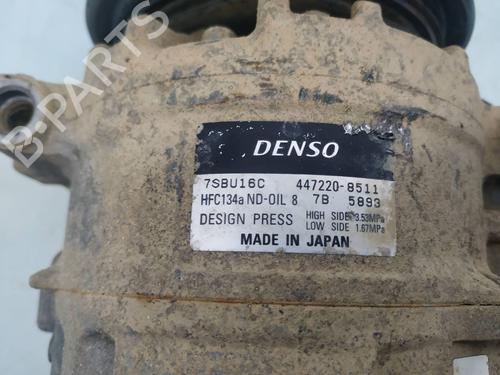 DENSO
7SBU16C 447220-8511
HFC134a ND-OIL 8 7B 5893
DESIGN PRESS HIGH SIDE 3.53MPa
LOW SIDE 1.67MPa
MADE IN JAPAN